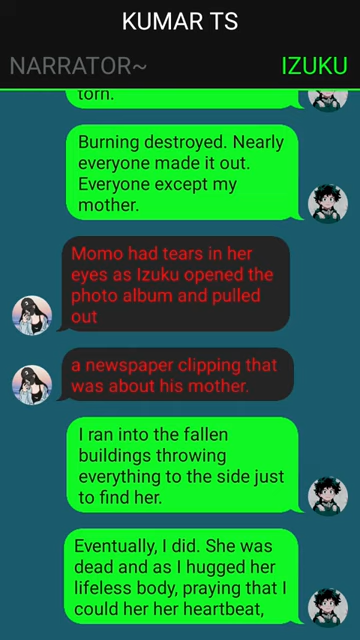 KUMAR TS
NARRATOR~ IZUKU
torn.
Burning destroyed. Nearly
everyone made it out.
Everyone except my
mother.
Momo had tears in her
eyes as Izuku opened the
photo album and pulled
out
a newspaper clipping that
was about his mother.
I ran into the fallen
buildings throwing
everything to the side just
to find her.
Eventually, I did. She was
dead and as I hugged her
lifeless body, praying that I
could her her heartbeat,